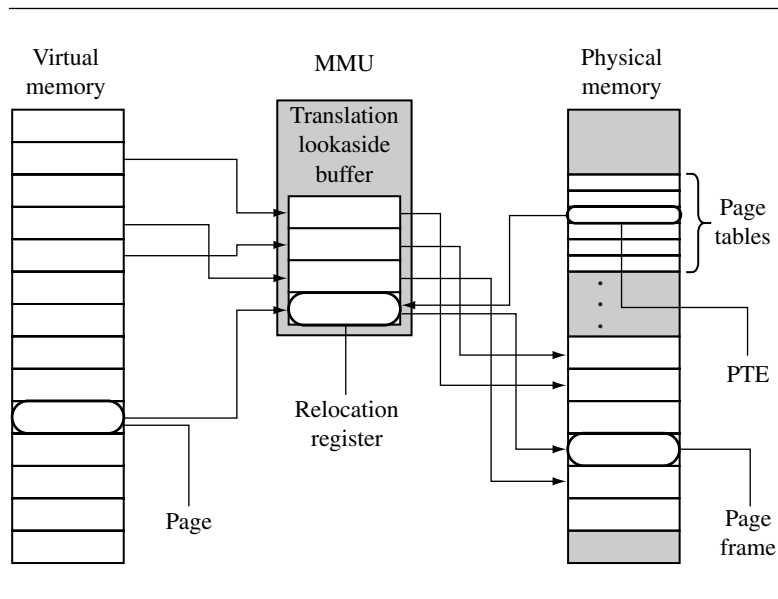 Virtual
memory
MMU
Physical
memory
Translation
lookaside
buffer
Page
tables
PTE
Relocation
register
Page
Page
frame